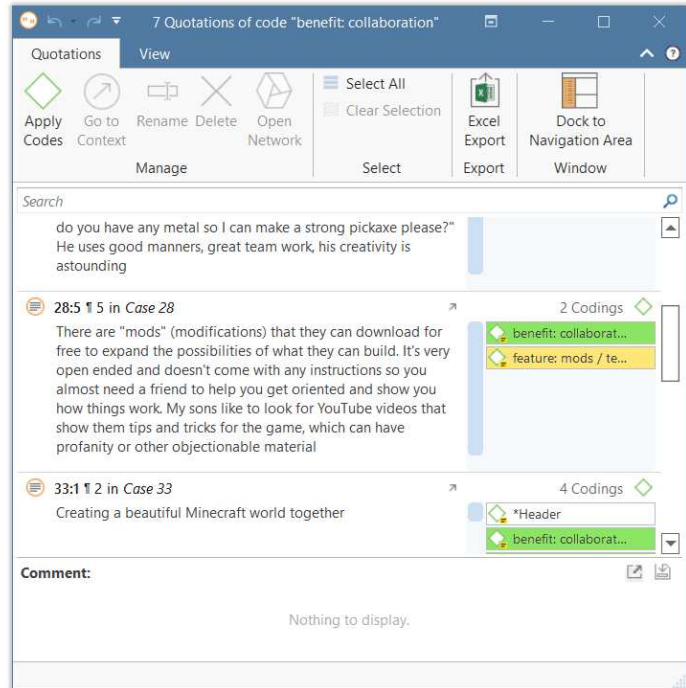 7 Quotations of code "benefit: collaboration"
Quotations View
Apply Codes
Go to Context
Rename
Delete
Open Network
Manage
Select All
Clear Selection
Select
Excel Export
Export
Dock to Navigation Area
Window
Search
do you have any metal so I can make a strong pickaxe please?"
He uses good manners, great team work, his creativity is
astounding
28:5 ¶ 5 in Case 28
2 Codings
There are "mods" (modifications) that they can download for
free to expand the possibilities of what they can build. It's very
open ended and doesn't come with any instructions so you
almost need a friend to help you get oriented and show you
how things work. My sons like to look for YouTube videos that
show them tips and tricks for the game, which can have
profanity or other objectionable material
benefit: collaborat...
feature: mods / te...
33:1 ¶ 2 in Case 33
4 Codings
Creating a beautiful Minecraft world together
*Header
benefit: collaborat...
Comment:
Nothing to display.